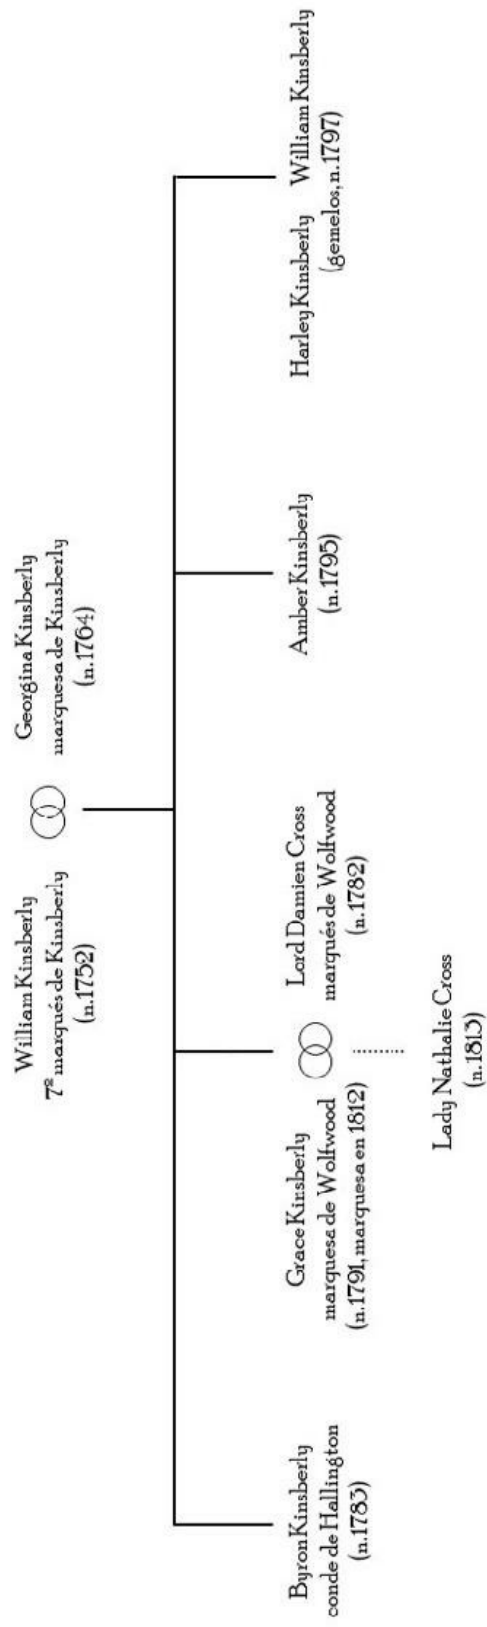 William Kinsberly
7º marqués de Kinsberly
(n.1752)
Georgina Kinsberly
marquesa de Kinsberly
(n.1764)
Byron Kinsberly
conde de Hallington
(n.1783)
Grace Kinsberly
marquesa de Wolfwood
(n.1791, marquesa en 1812)
Lord Damien Cross
marqués de Wolfwood
(n.1782)
Amber Kinsberly
(n.1795)
Harley Kinsberly William Kinsberly
(gemelos, n.1797)
Lady Nathalie Cross
(n.1813)